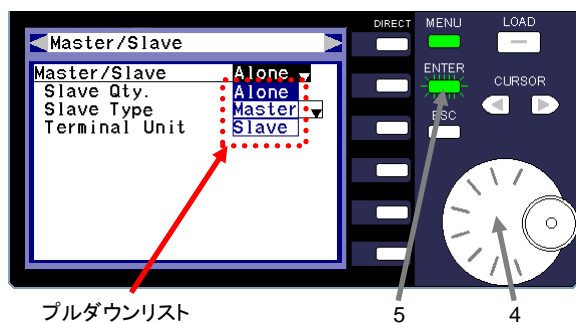 DIRECT
MENU
LOAD
Master/Slave
Master/Slave Alone
Slave Qty. Alone
Slave Type Master
Terminal Unit Slave
ENTER
CURSOR
ESC
プルダウンリスト
5
4